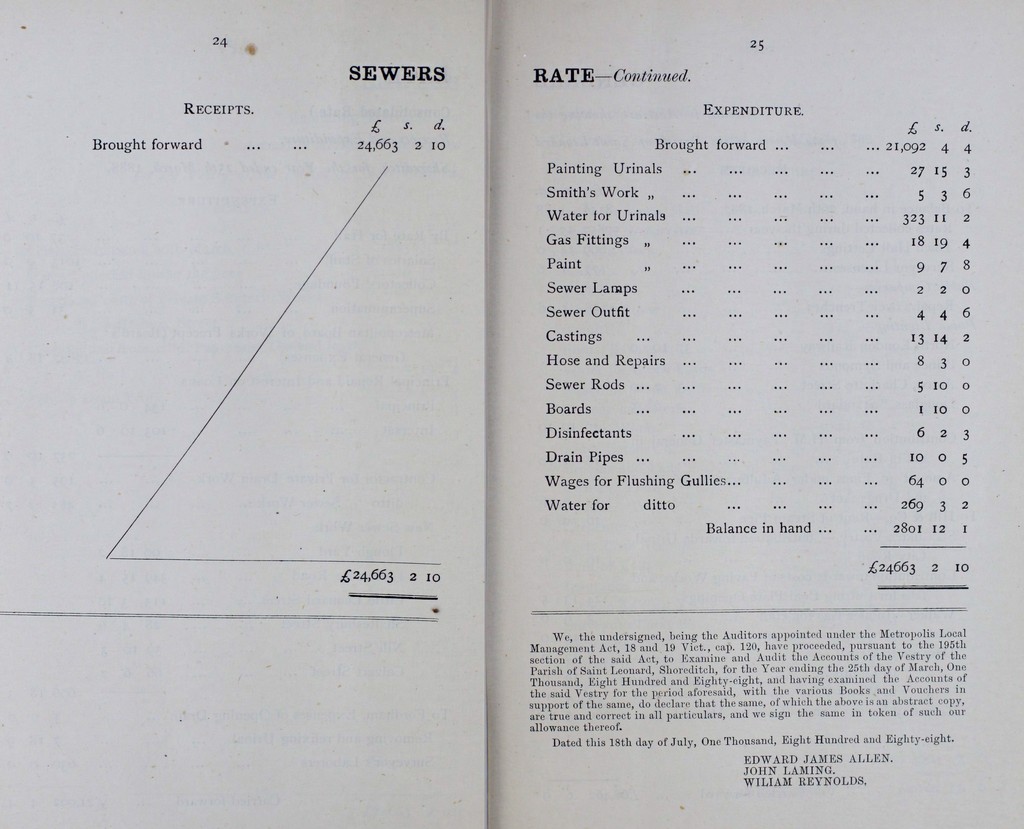 24
SEWERS
RECEIPTS.
£ s. d.
Brought forward ... ... 24,663 2 10
£24,663 2 10
25
RATE—Continued.
EXPENDITURE.
£ s. d.
Brought forward ... ... ... 21,092 4 4
Painting Urinals ... ... ... ... ... 27 15 3
Smith's Work „ ... ... ... ... ... 5 3 6
Water for Urinals ... ... ... ... ... 323 11 2
Gas Fittings „ ... ... ... ... ... 18 19 4
Paint „ ... ... ... ... ... 9 7 8
Sewer Lamps ... ... ... ... ... 2 2 0
Sewer Outfit ... ... ... ... ... 4 4 6
Castings ... ... ... ... ... ... 13 14 2
Hose and Repairs ... ... ... ... ... 8 3 0
Sewer Rods ... ... ... ... ... ... 5 10 0
Boards ... ... ... ... ... ... 1 10 0
Disinfectants ... ... ... ... ... 6 2 3
Drain Pipes ... ... ... ... ... ... 10 0 5
Wages for Flushing Gullies... ... ... ... 64 0 0
Water for ditto ... ... ... ... 269 3 2
Balance in hand ... ... 2801 12 1
£24663 2 10
We, the undersigned, being the Auditors appointed under the Metropolis Local
Management Act, 18 and 19 Vict., cap. 120, have proceeded, pursuant to the 195th
section of the said Act, to Examine and Audit the Accounts of the Vestry of the
Parish of Saint Leonard, Shoreditch, for the Year ending the 25th day of March, One
Thousand, Eight Hundred and Eighty-eight, and having examined the Accounts of
the said Vestry for the period aforesaid, with the various Books and Vouchers in
support of the same, do declare that the same, of which the above is an abstract copy,
are true and correct in all particulars, and we sign the same in token of such our
allowance thereof.
Dated this 18th day of July, One Thousand, Eight Hundred and Eighty-eight.
EDWARD JAMES ALLEN.
JOHN LAMING.
WILIAM REYNOLDS.